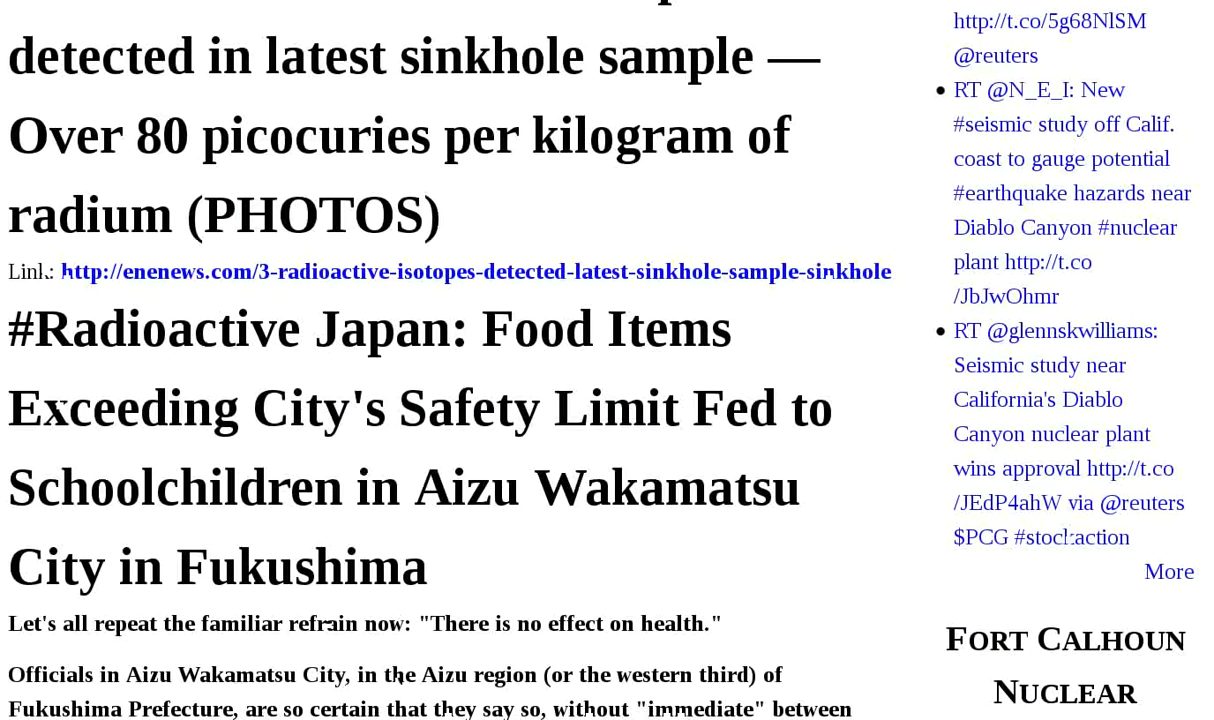 detected in latest sinkhole sample —
Over 80 picocuries per kilogram of
radium (PHOTOS)
Link: http://enenews.com/3-radioactive-isotopes-detected-latest-sinkhole-sample-sinkhole
#Radioactive Japan: Food Items
Exceeding City's Safety Limit Fed to
Schoolchildren in Aizu Wakamatsu
City in Fukushima
Let's all repeat the familiar refrain now: "There is no effect on health."
Officials in Aizu Wakamatsu City, in the Aizu region (or the western third) of
Fukushima Prefecture, are so certain that they say so, without "immediate" between
http://t.co/5g68NlSM
@reuters
• RT @N_E_I: New
#seismic study off Calif.
coast to gauge potential
#earthquake hazards near
Diablo Canyon #nuclear
plant http://t.co
/JbJwOhmr
• RT @glennskwilliams:
Seismic study near
California's Diablo
Canyon nuclear plant
wins approval http://t.co
/JEdP4ahW via @reuters
$PCG #stockaction
More
FORT CALHOUN
NUCLEAR